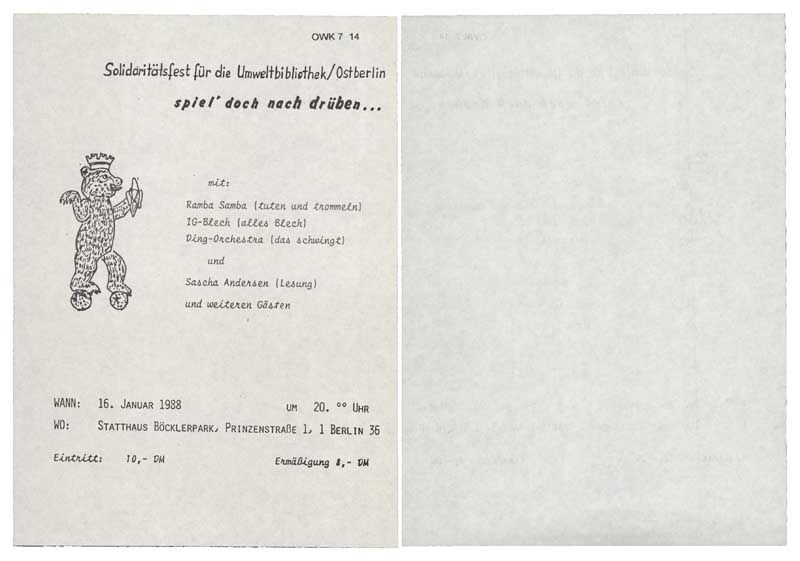 OWK 7 14
Solidaritätsfest für die Umweltbibliothek/Ostberlin
spiel' doch nach drüben...
mit:
Ramba Samba (tuten und trommeln)
IG-Blech (alles Blech)
Ding-Orchestra (das schwingt)
und
Sascha Andersen (Lesung)
und weiteren Gästen
WANN: 16. JANUAR 1988 UM 20.ºº UHR
WO: STATTHAUS BÖCKLERPARK, PRINZENSTRAßE 1, 1 BERLIN 36
Eintritt: 10,- DM Ermäßigung 8,- DM